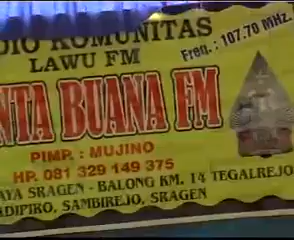 DIO KOMUNITAS
LAWU FM
Freq. : 107.70 MHz.
NTA BUANA FM
PIMP. : MUJINO
HP. 081 329 149 375
AYA SRAGEN - BALONG KM. 14 TEGALREJO
ADIPIKO, SAMBIREJO, SRAGEN